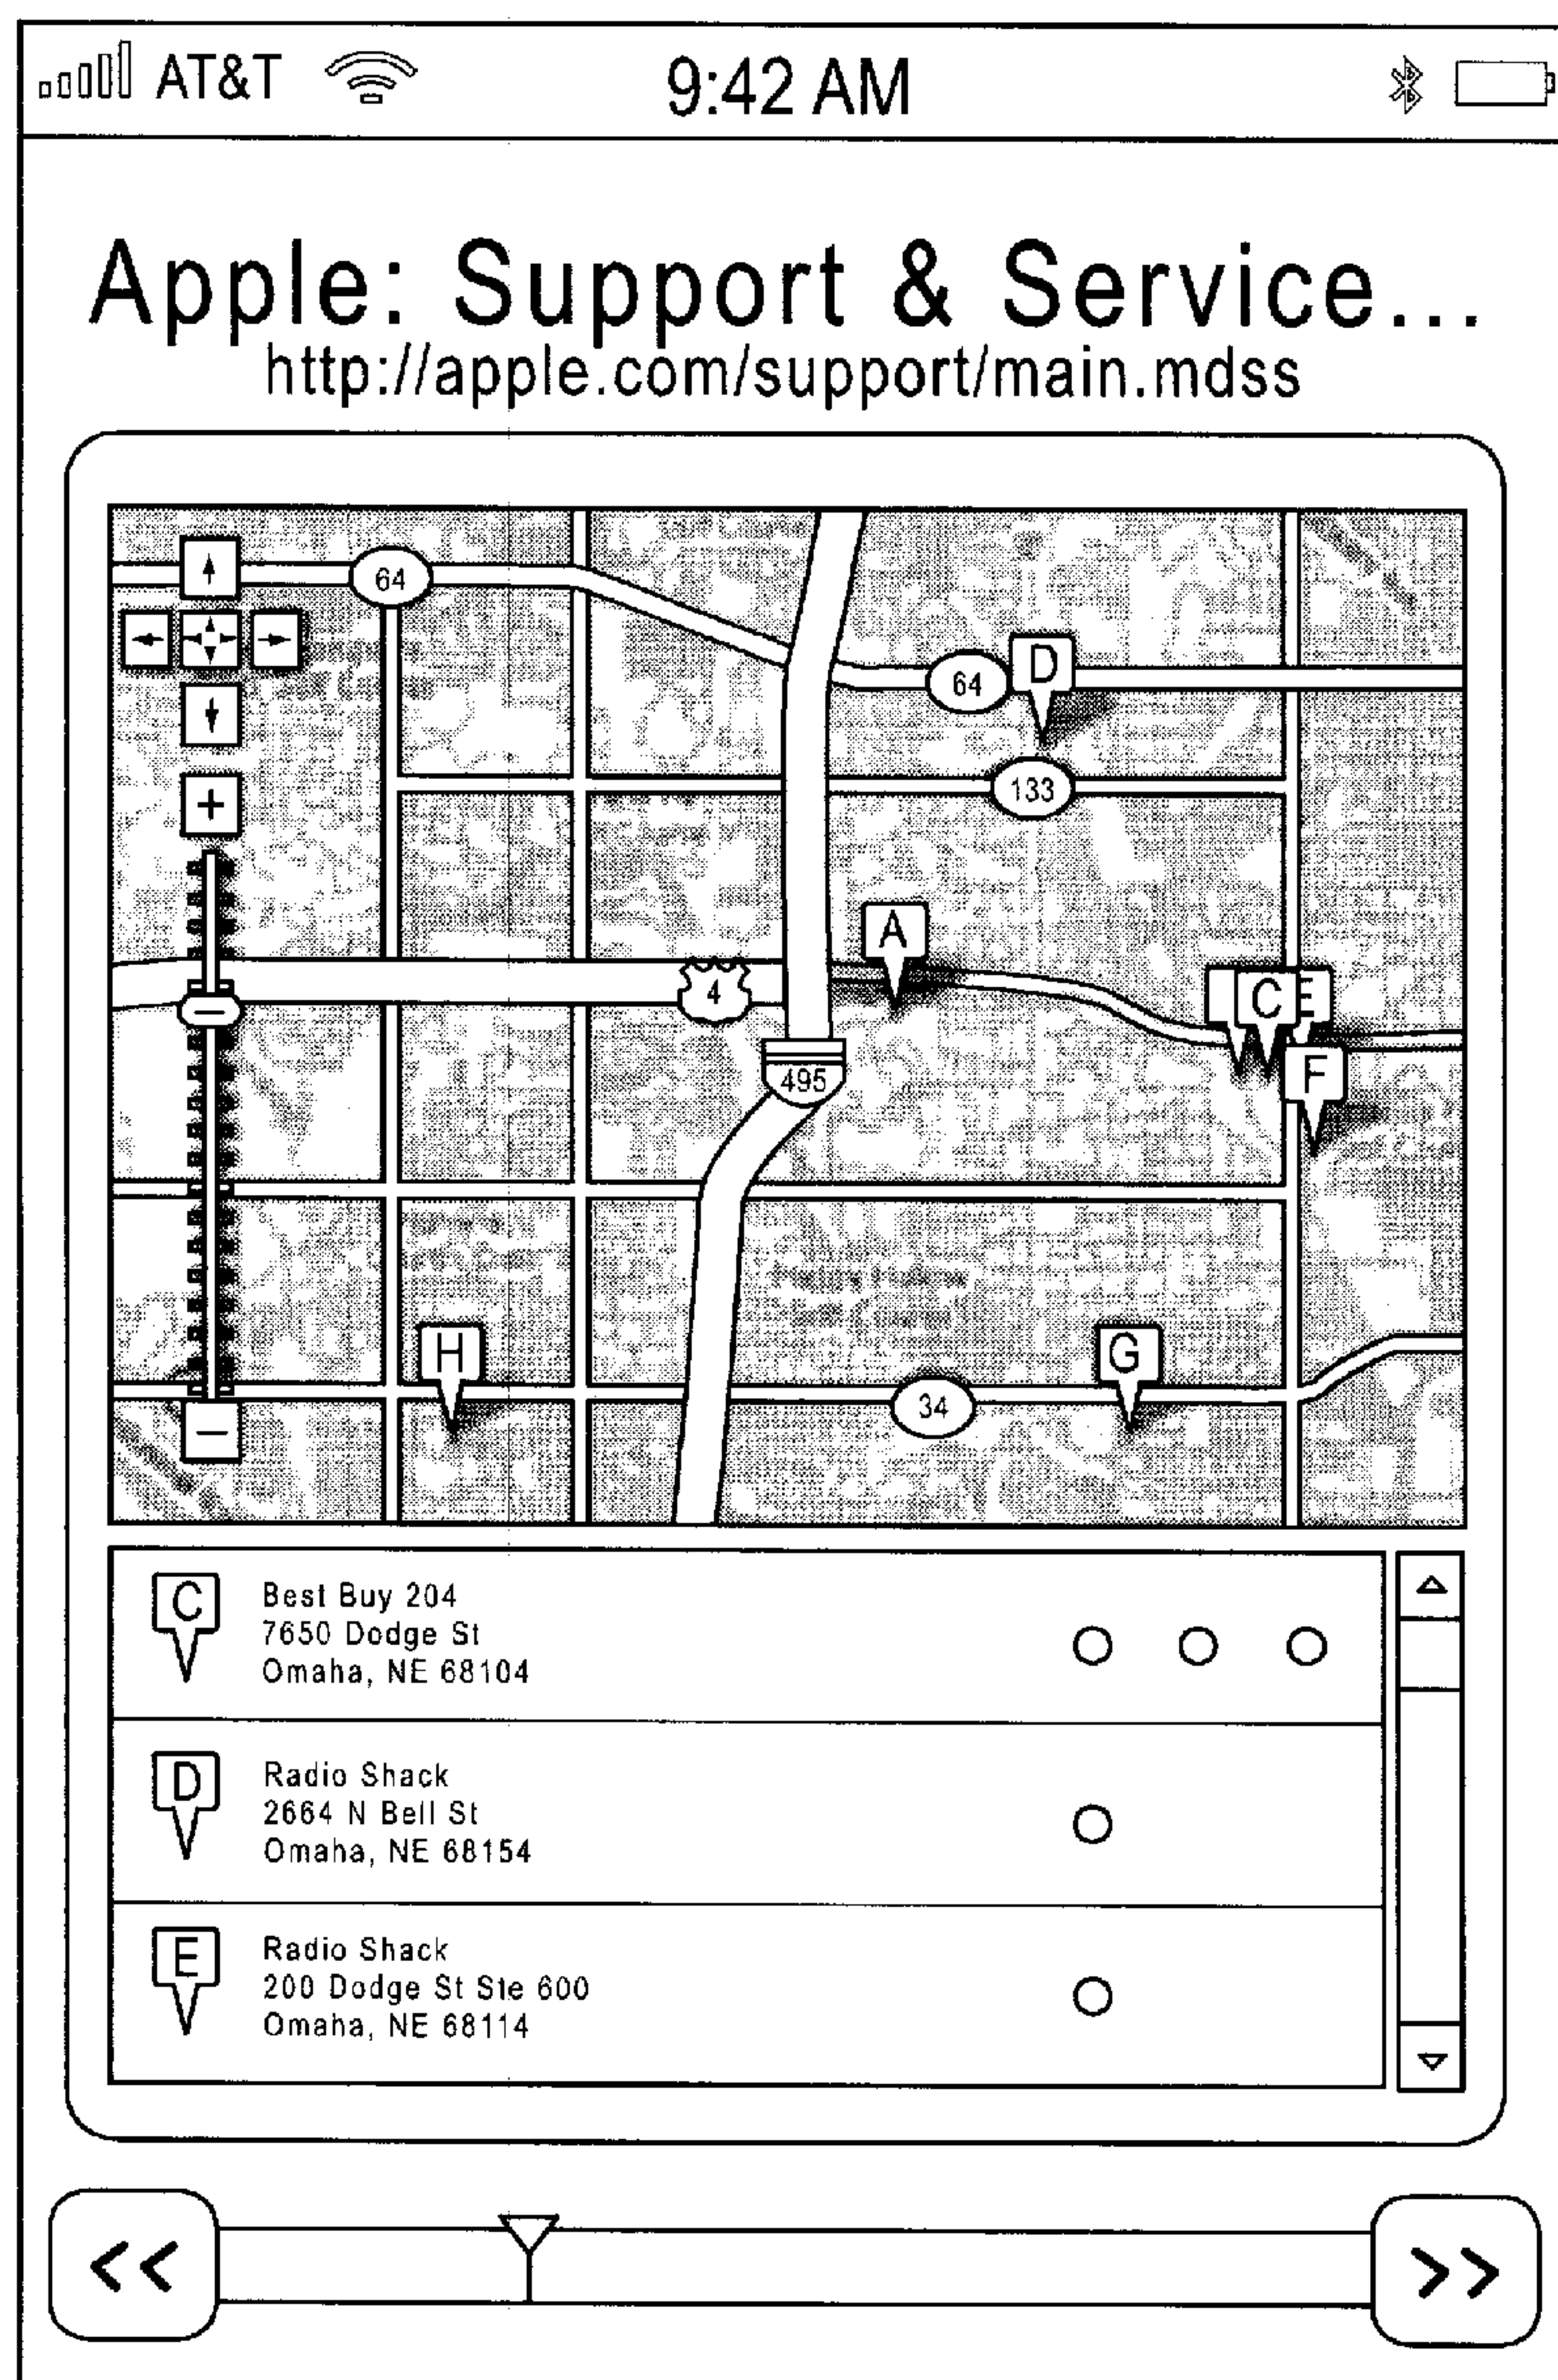 AT&T 9:42 AM
Apple: Support & Service...
http://apple.com/support/main.mdss
64
64
D
+
133
A
4
C E
495
F
H
G
34
−
C
Best Buy 204
7650 Dodge St
Omaha, NE 68104
D
Radio Shack
2664 N Bell St
Omaha, NE 68154
E
Radio Shack
200 Dodge St Ste 600
Omaha, NE 68114
<< >>